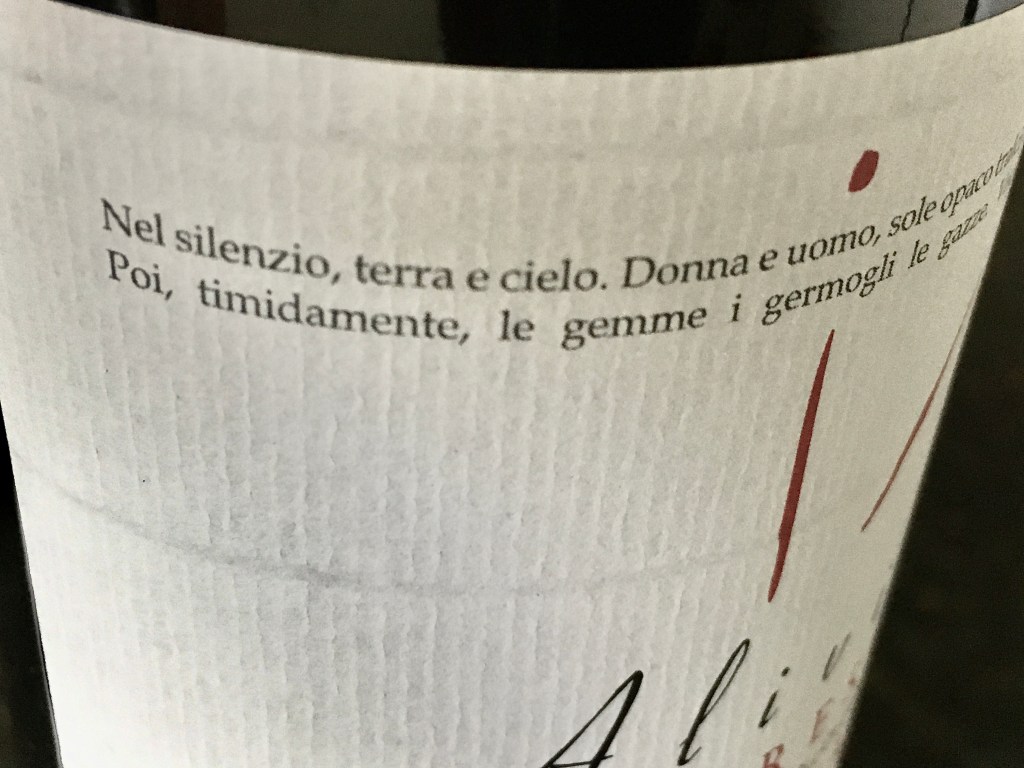 Nel silenzio, terra e cielo. Donna e uomo, sole opaco
Poi, timidamente, le gemme i germogli le gazze.